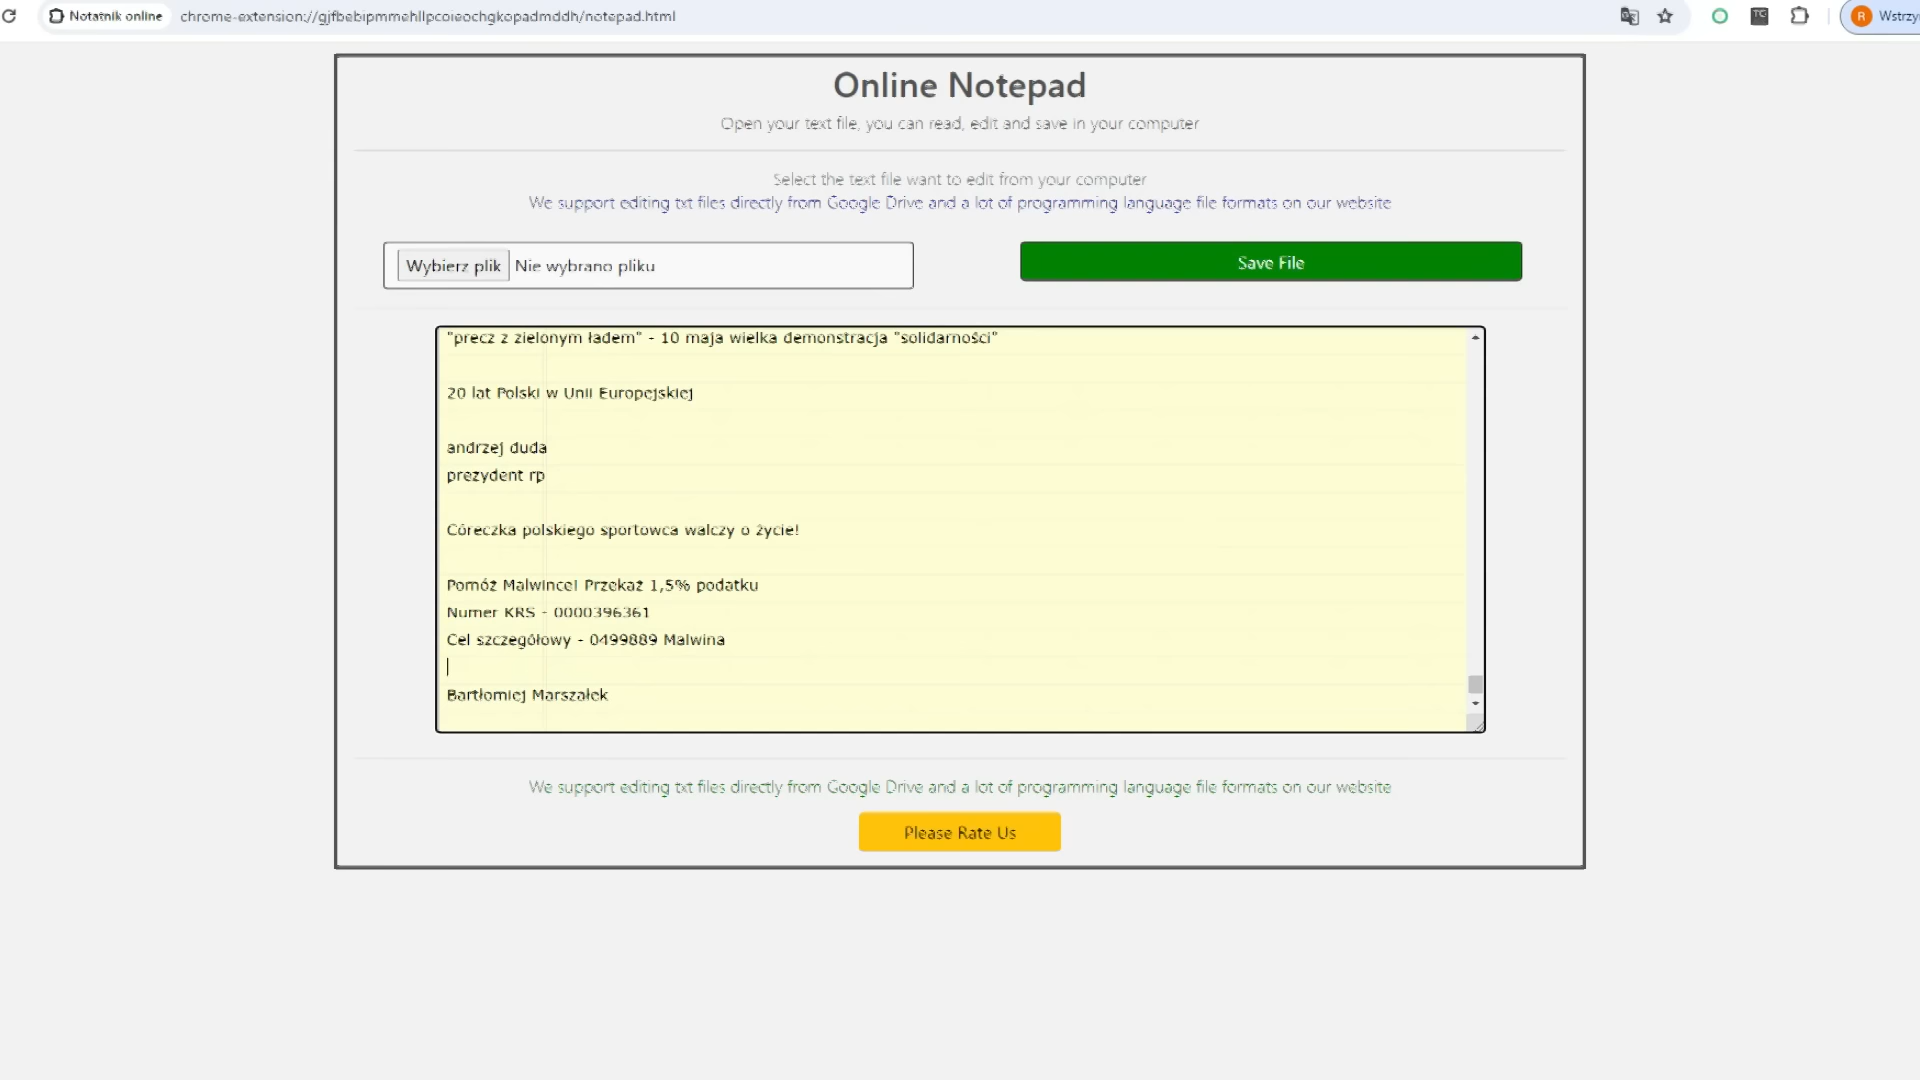 Notatnik online chrome-extension://gjfbebipmmehllpcoieochgkopadmddh/notepad.html TG R Wstrzy
Online Notepad
Open your text file, you can read, edit and save in your computer
Select the text file want to edit from your computer
We support editing txt files directly from Google Drive and a lot of programming language file formats on our website
Wybierz plik Nie wybrano pliku
Save File
"precz z zielonym ładem" - 10 maja wielka demonstracja "solidarności"
20 lat Polski w Unii Europejskiej
andrzej duda
prezydent rp
Córeczka polskiego sportowca walczy o życie!
Pomóż Malwince! Przekaż 1,5% podatku
Numer KRS - 0000396361
Cel szczegółowy - 0499889 Malwina
Bartłomiej Marszałek
We support editing txt files directly from Google Drive and a lot of programming language file formats on our website
Please Rate Us